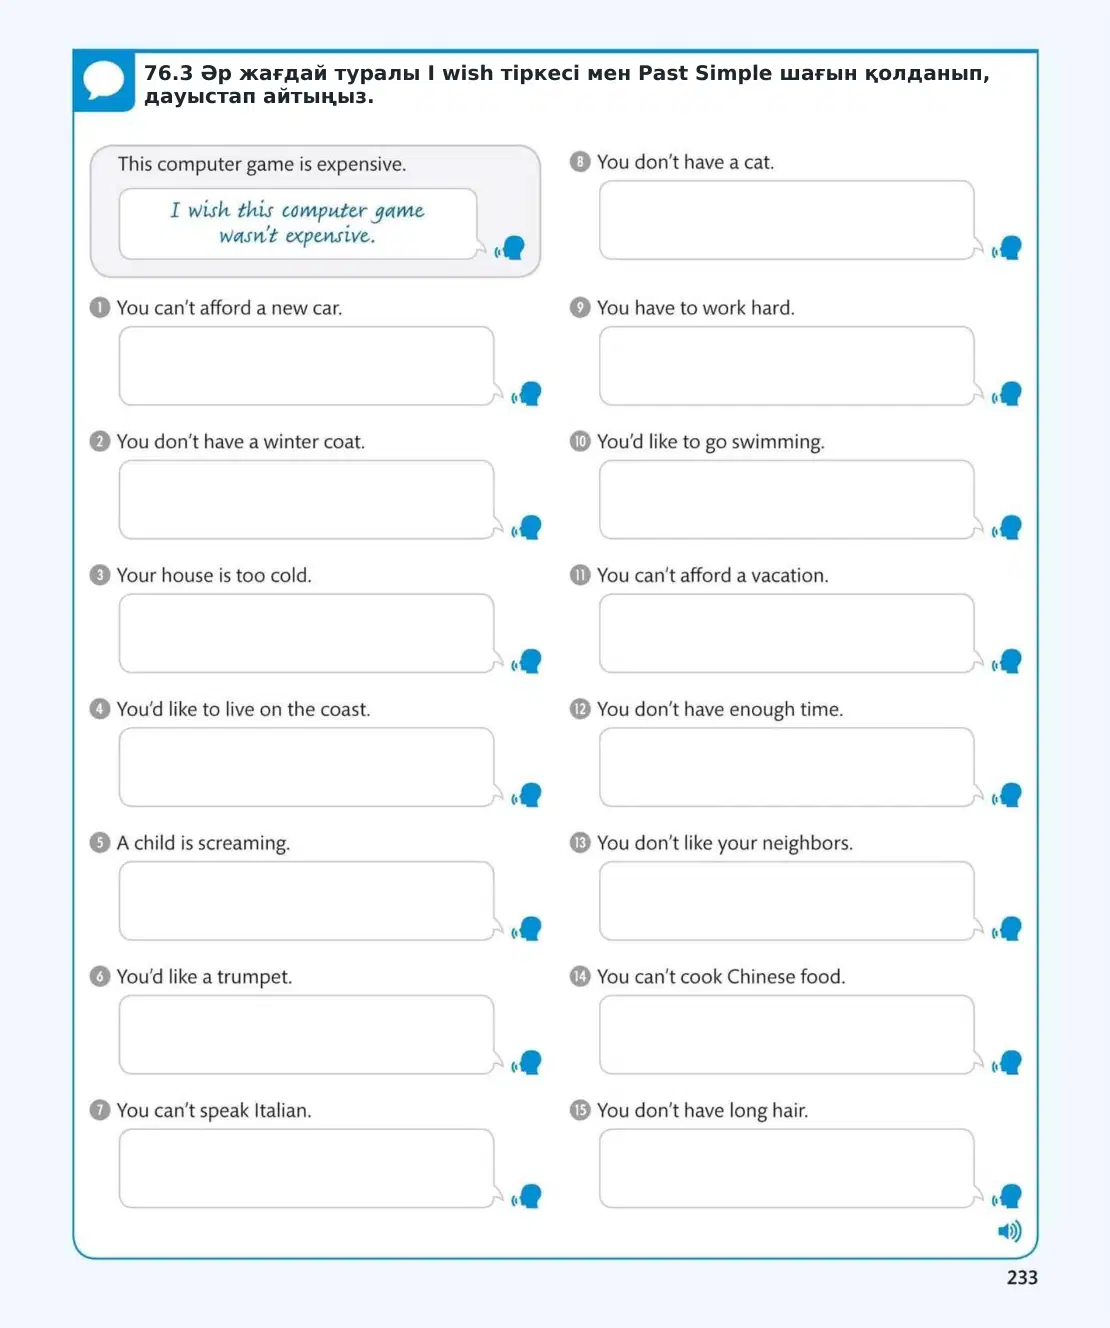 76.3 Әр жағдай туралы I wish тіркесі мен Past Simple шағын қолданып,
дауыстап айтыңыз.
This computer game is expensive.
I wish this computer game
wasn't expensive.
1 You can't afford a new car.
2 You don't have a winter coat.
3 Your house is too cold.
4 You'd like to live on the coast.
5 A child is screaming.
6 You'd like a trumpet.
7 You can't speak Italian.
8 You don't have a cat.
9 You have to work hard.
10 You'd like to go swimming.
11 You can't afford a vacation.
12 You don't have enough time.
13 You don't like your neighbors.
14 You can't cook Chinese food.
15 You don't have long hair.
233